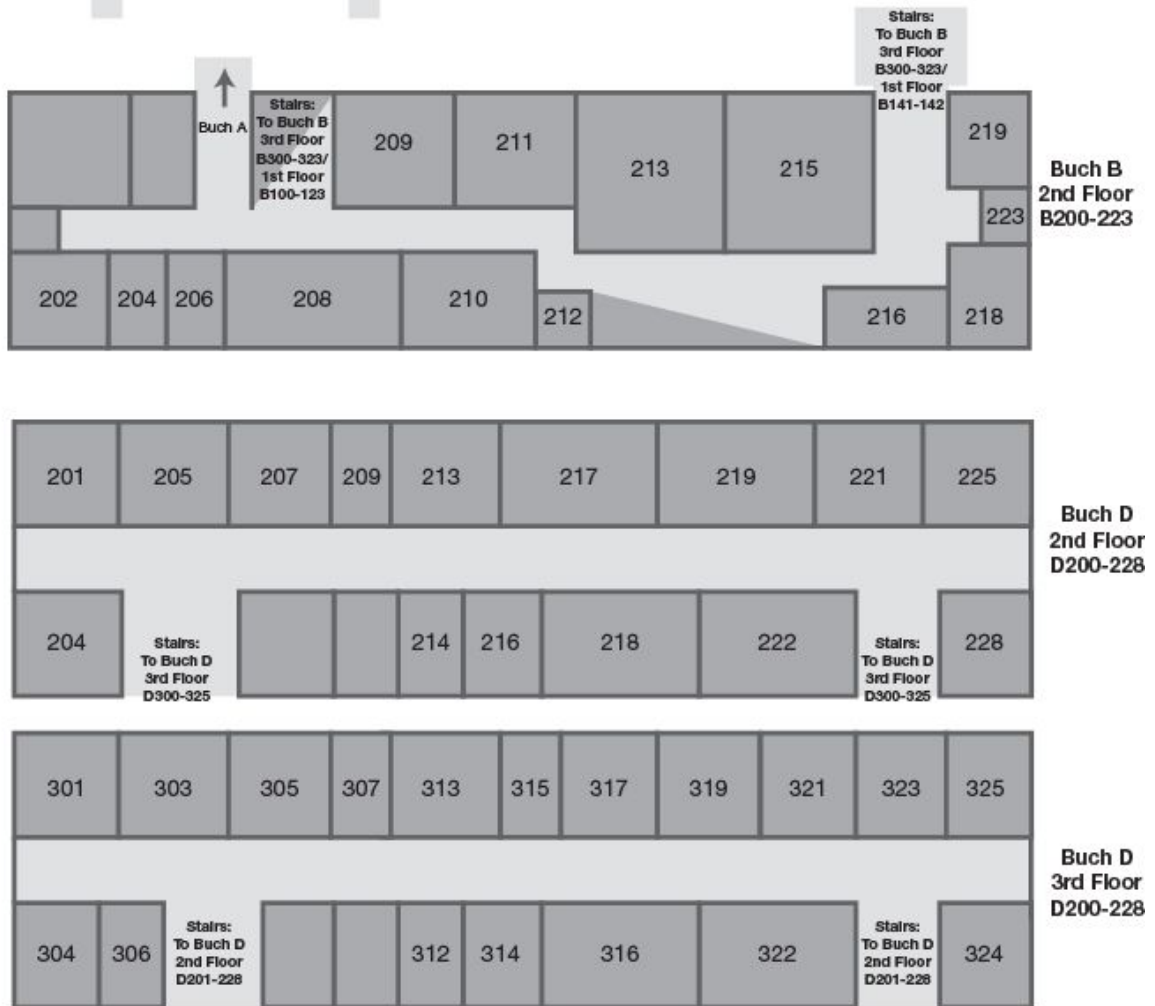 Stairs:
To Buch B
3rd Floor
B300-323/
1st Floor
B141-142
Buch A
Stairs:
To Buch B
3rd Floor
B300-323/
1st Floor
B100-123
209
211
213
215
219
223
Buch B
2nd Floor
B200-223
202
204
206
208
210
212
216
218
201
205
207
209
213
217
219
221
225
Buch D
2nd Floor
D200-228
204
Stairs:
To Buch D
3rd Floor
D300-325
214
216
218
222
Stairs:
To Buch D
3rd Floor
D300-325
228
301
303
305
307
313
315
317
319
321
323
325
Buch D
3rd Floor
D200-228
304
306
Stairs:
To Buch D
2nd Floor
D201-228
312
314
316
322
Stairs:
To Buch D
2nd Floor
D201-228
324